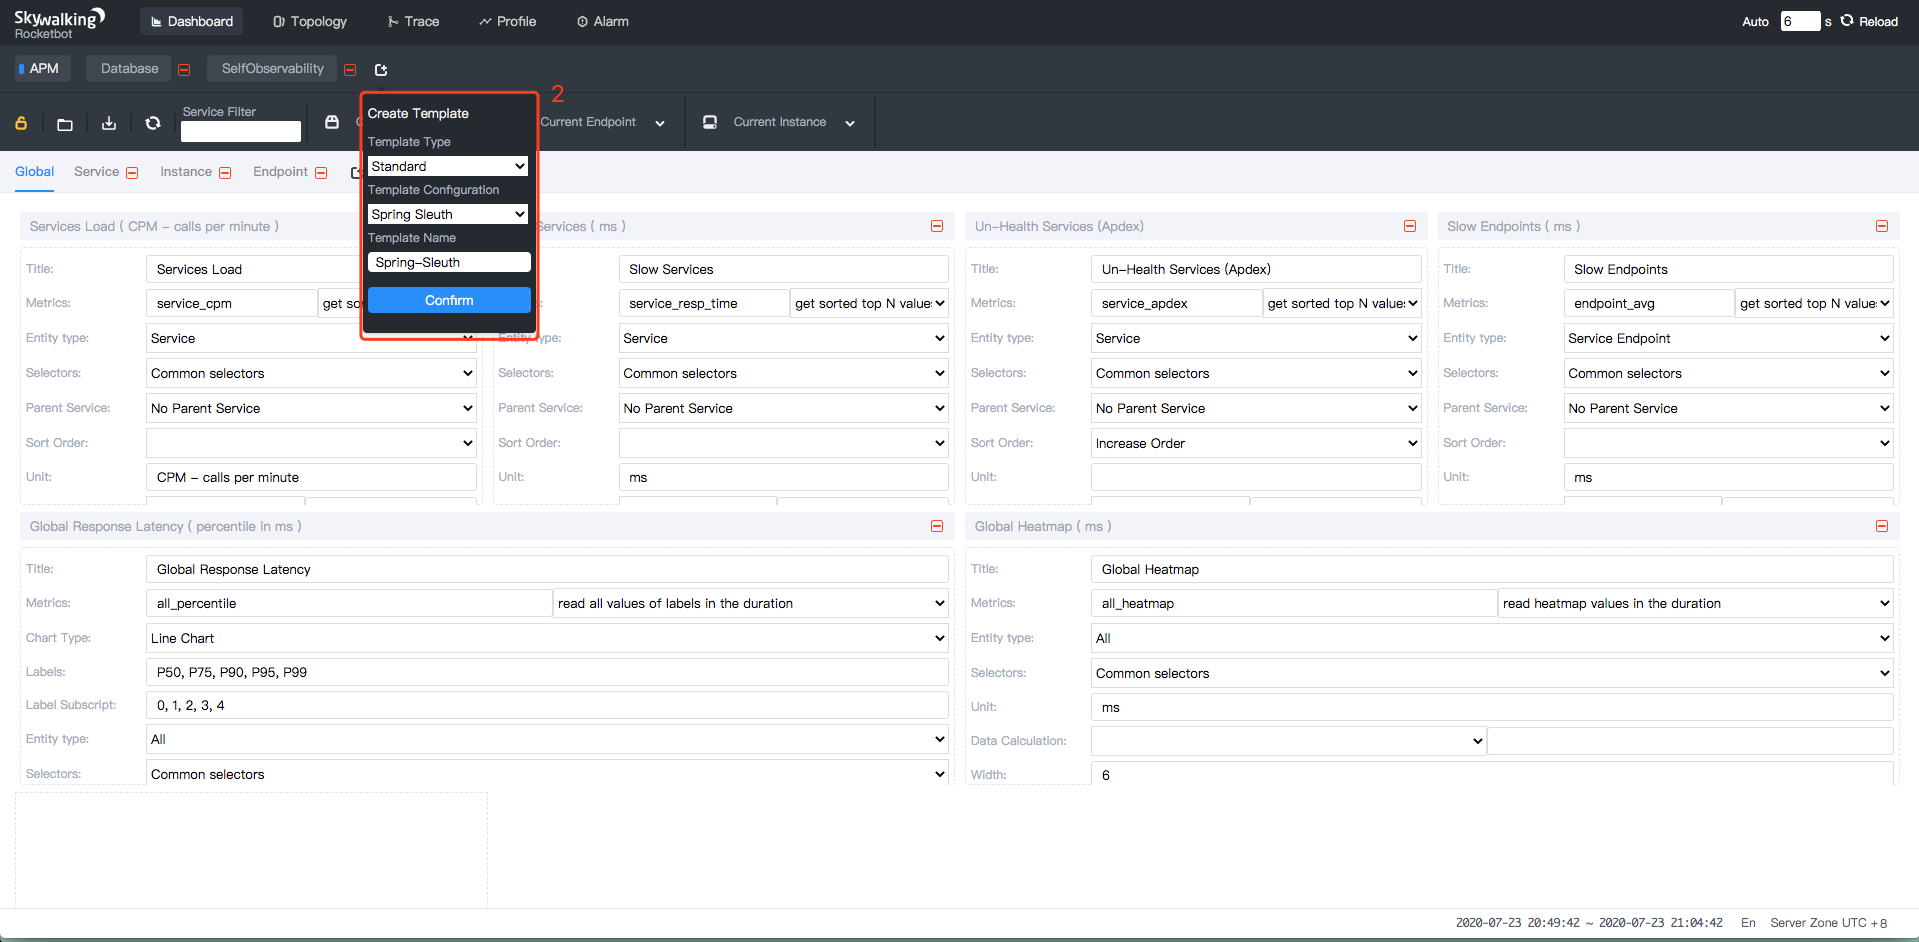 Skywalking
Rocketbot
Dashboard
Topology
Trace
Profile
Alarm
Auto 6 s Reload
APM
Database
SelfObservability
2
Service Filter
Create Template
Template Type
Standard
Template Configuration
Spring Sleuth
Template Name
Spring-Sleuth
Confirm
Current Endpoint
Current Instance
Global
Service
Instance
Endpoint
Services Load ( CPM - calls per minute )
Title: Services Load
Metrics: service_cpm get so
Entity type: Service
Selectors: Common selectors
Parent Service: No Parent Service
Sort Order:
Unit: CPM - calls per minute
Services ( ms )
Slow Services
service_resp_time get sorted top N value
Entity type: Service
Selectors: Common selectors
Parent Service: No Parent Service
Sort Order:
Unit: ms
Un-Health Services (Apdex)
Title: Un-Health Services (Apdex)
Metrics: service_apdex get sorted top N value
Entity type: Service
Selectors: Common selectors
Parent Service: No Parent Service
Sort Order: Increase Order
Unit:
Slow Endpoints ( ms )
Title: Slow Endpoints
Metrics: endpoint_avg get sorted top N value
Entity type: Service Endpoint
Selectors: Common selectors
Parent Service: No Parent Service
Sort Order:
Unit: ms
Global Response Latency ( percentile in ms )
Title: Global Response Latency
Metrics: all_percentile read all values of labels in the duration
Chart Type: Line Chart
Labels: P50, P75, P90, P95, P99
Label Subscript: 0, 1, 2, 3, 4
Entity type: All
Selectors: Common selectors
Global Heatmap ( ms )
Title: Global Heatmap
Metrics: all_heatmap read heatmap values in the duration
Entity type: All
Selectors: Common selectors
Unit: ms
Data Calculation:
Width: 6
2020-07-23 20:49:42 ~ 2020-07-23 21:04:42 En Server Zone UTC +8